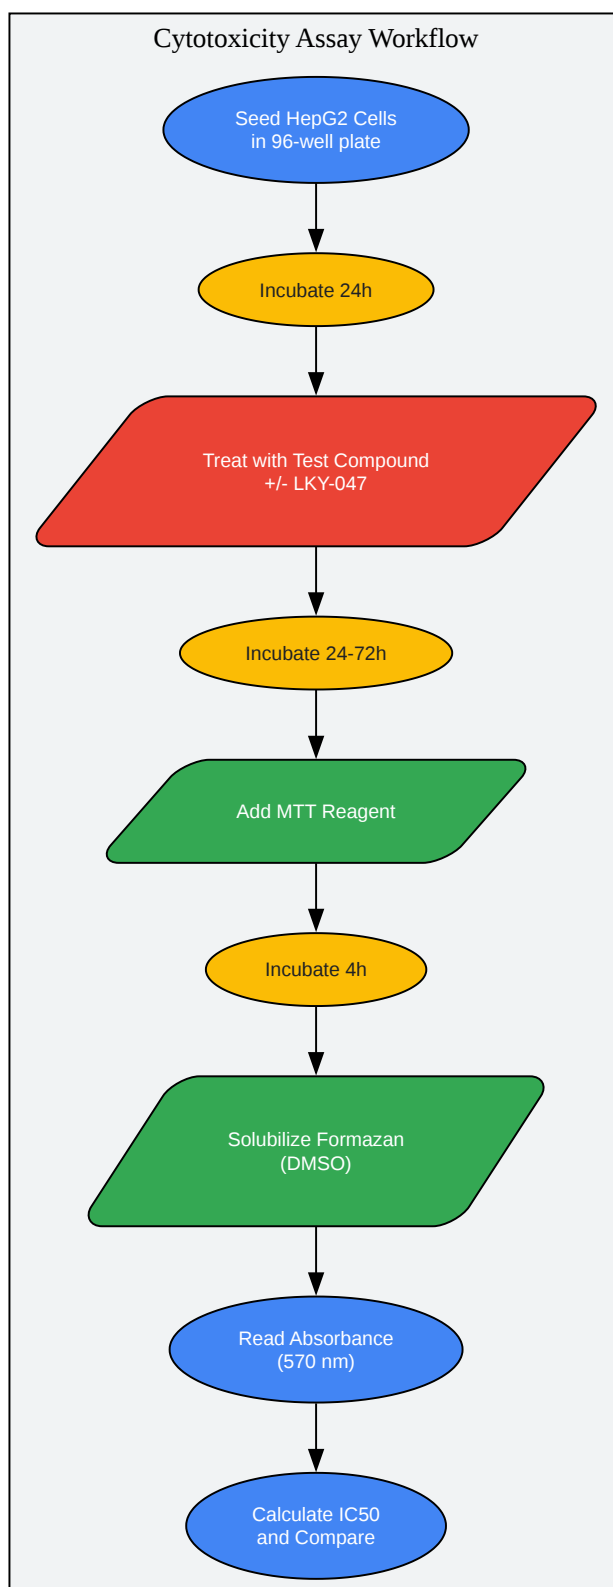 Cytotoxicity Assay Workflow
Seed HepG2 Cells
in 96-well plate
Incubate 24h
Treat with Test Compound
+/- LKY-047
Incubate 24-72h
Add MTT Reagent
Incubate 4h
Solubilize Formazan
(DMSO)
Read Absorbance
(570 nm)
Calculate IC50
and Compare